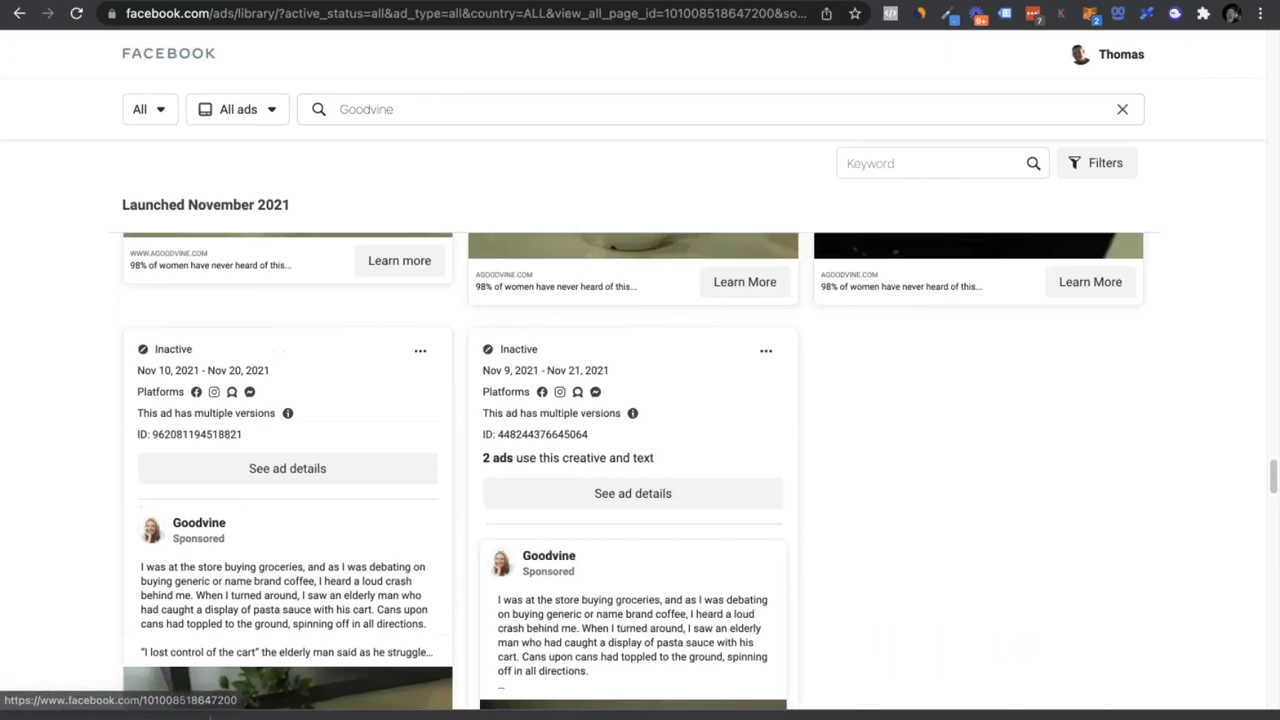 facebook.com/ads/library/?active_status=all&ad_type=all&country=ALL&view_all_page_id=101008518647200&so...
9+
7
2
FACEBOOK
Thomas
All
All ads
Goodvine
Keyword
Filters
Launched November 2021
WWW.AGOODVINE.COM
98% of women have never heard of this...
Learn more
AGOODVINE.COM
98% of women have never heard of this...
Learn More
AGOODVINE.COM
98% of women have never heard of this...
Learn More
Inactive
Nov 10, 2021 - Nov 20, 2021
Platforms
This ad has multiple versions
ID: 962081194518821
See ad details
Goodvine
Sponsored
I was at the store buying groceries, and as I was debating on
buying generic or name brand coffee, I heard a loud crash
behind me. When I turned around, I saw an elderly man who
had caught a display of pasta sauce with his cart. Cans upon
cans had toppled to the ground, spinning off in all directions.
“I lost control of the cart” the elderly man said as he struggle...
Inactive
Nov 9, 2021 - Nov 21, 2021
Platforms
This ad has multiple versions
ID: 448244376645064
2 ads use this creative and text
See ad details
Goodvine
Sponsored
I was at the store buying groceries, and as I was debating
on buying generic or name brand coffee, I heard a loud
crash behind me. When I turned around, I saw an elderly
man who had caught a display of pasta sauce with his
cart. Cans upon cans had toppled to the ground, spinning
off in all directions.
...
https://www.facebook.com/101008518647200